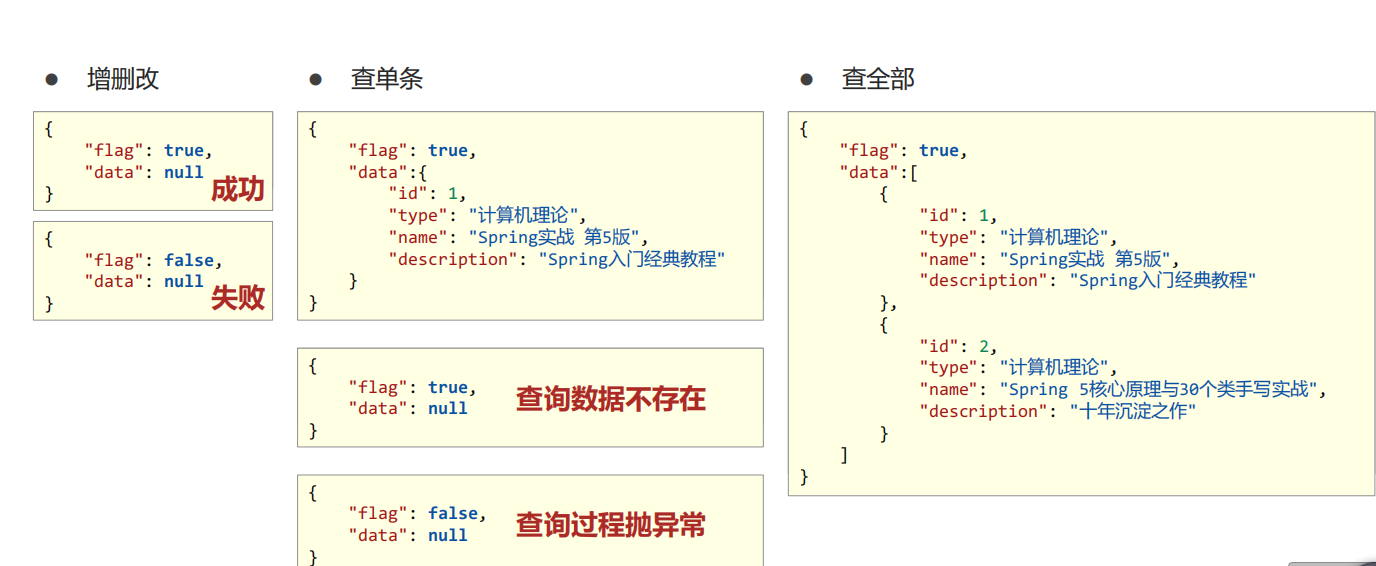 ● 增删改
{
    "flag": true,
    "data": null
}
成功
{
    "flag": false,
    "data": null
}
失败
● 查单条
{
    "flag": true,
    "data":{
        "id": 1,
        "type": "计算机理论",
        "name": "Spring实战 第5版",
        "description": "Spring入门经典教程"
    }
}
{
    "flag": true,
    "data": null
}
查询数据不存在
{
    "flag": false,
    "data": null
}
查询过程抛异常
● 查全部
{
    "flag": true,
    "data":[
        {
            "id": 1,
            "type": "计算机理论",
            "name": "Spring实战 第5版",
            "description": "Spring入门经典教程"
        },
        {
            "id": 2,
            "type": "计算机理论",
            "name": "Spring 5核心原理与30个类手写实战",
            "description": "十年沉淀之作"
        }
    ]
}